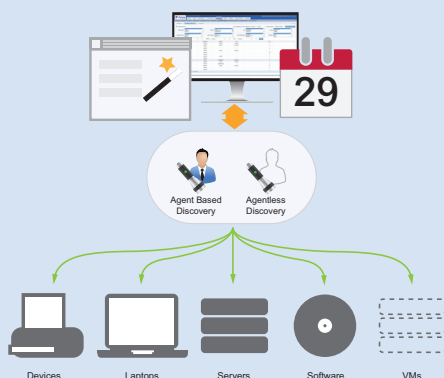 29
Agent Based
Discovery
Agentless
Discovery
Devices
Laptops
Servers
Software
VMs